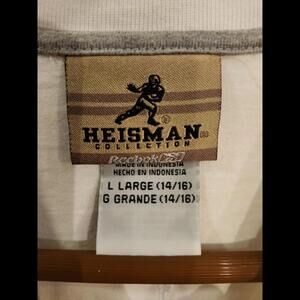 HEISMAN
COLLECTION
Reebok
MADE IN INDONESIA
HECHO EN INDONESIA
L LARGE (14/16)
G GRANDE (14/16)